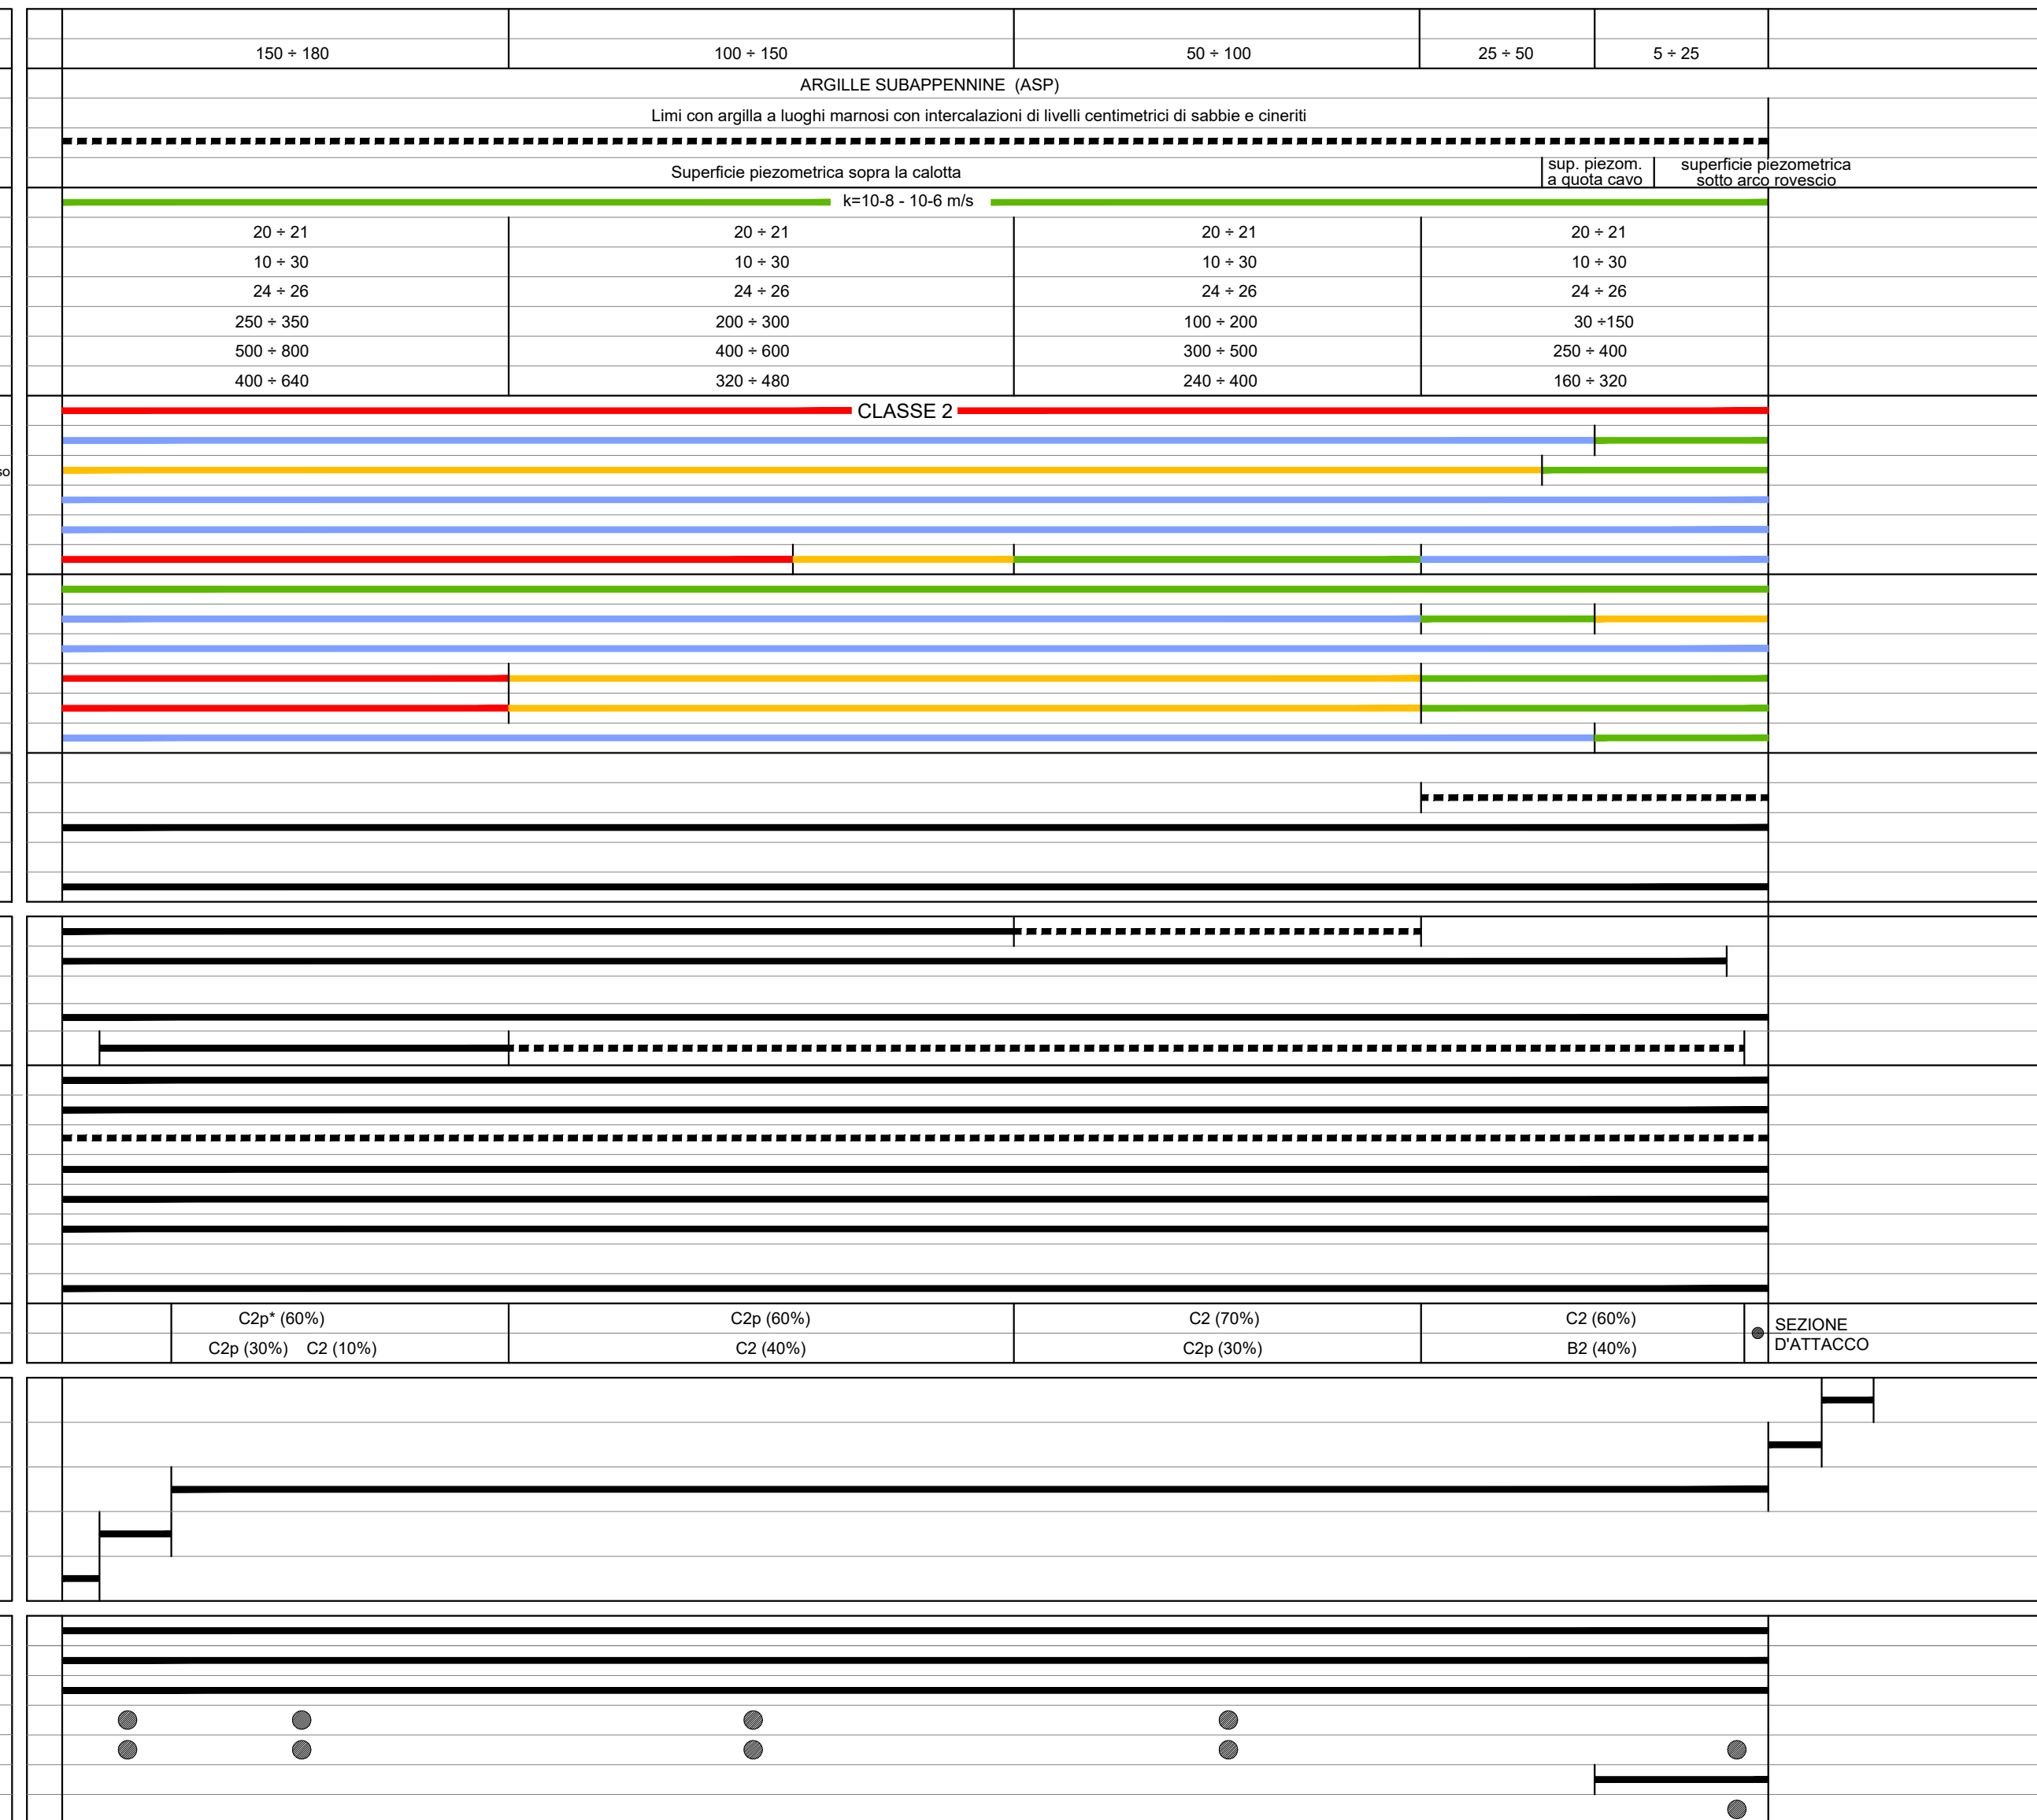 150 ÷ 180 100 ÷ 150 50 ÷ 100 25 ÷ 50 5 ÷ 25
ARGILLE SUBAPPENNINE (ASP)
Limi con argilla a luoghi marnosi con intercalazioni di livelli centimetrici di sabbie e cineriti
Superficie piezometrica sopra la calotta
sup. piezom.
a quota cavo
superficie piezometrica
sotto arco rovescio
k=10-8 - 10-6 m/s
20 ÷ 21 20 ÷ 21 20 ÷ 21 20 ÷ 21
10 ÷ 30 10 ÷ 30 10 ÷ 30 10 ÷ 30
24 ÷ 26 24 ÷ 26 24 ÷ 26 24 ÷ 26
250 ÷ 350 200 ÷ 300 100 ÷ 200 30 ÷150
500 ÷ 800 400 ÷ 600 300 ÷ 500 250 ÷ 400
400 ÷ 640 320 ÷ 480 240 ÷ 400 160 ÷ 320
CLASSE 2
so
C2p* (60%) C2p (60%) C2 (70%) C2 (60%)
C2p (30%) C2 (10%) C2 (40%) C2p (30%) B2 (40%)
SEZIONE
D'ATTACCO